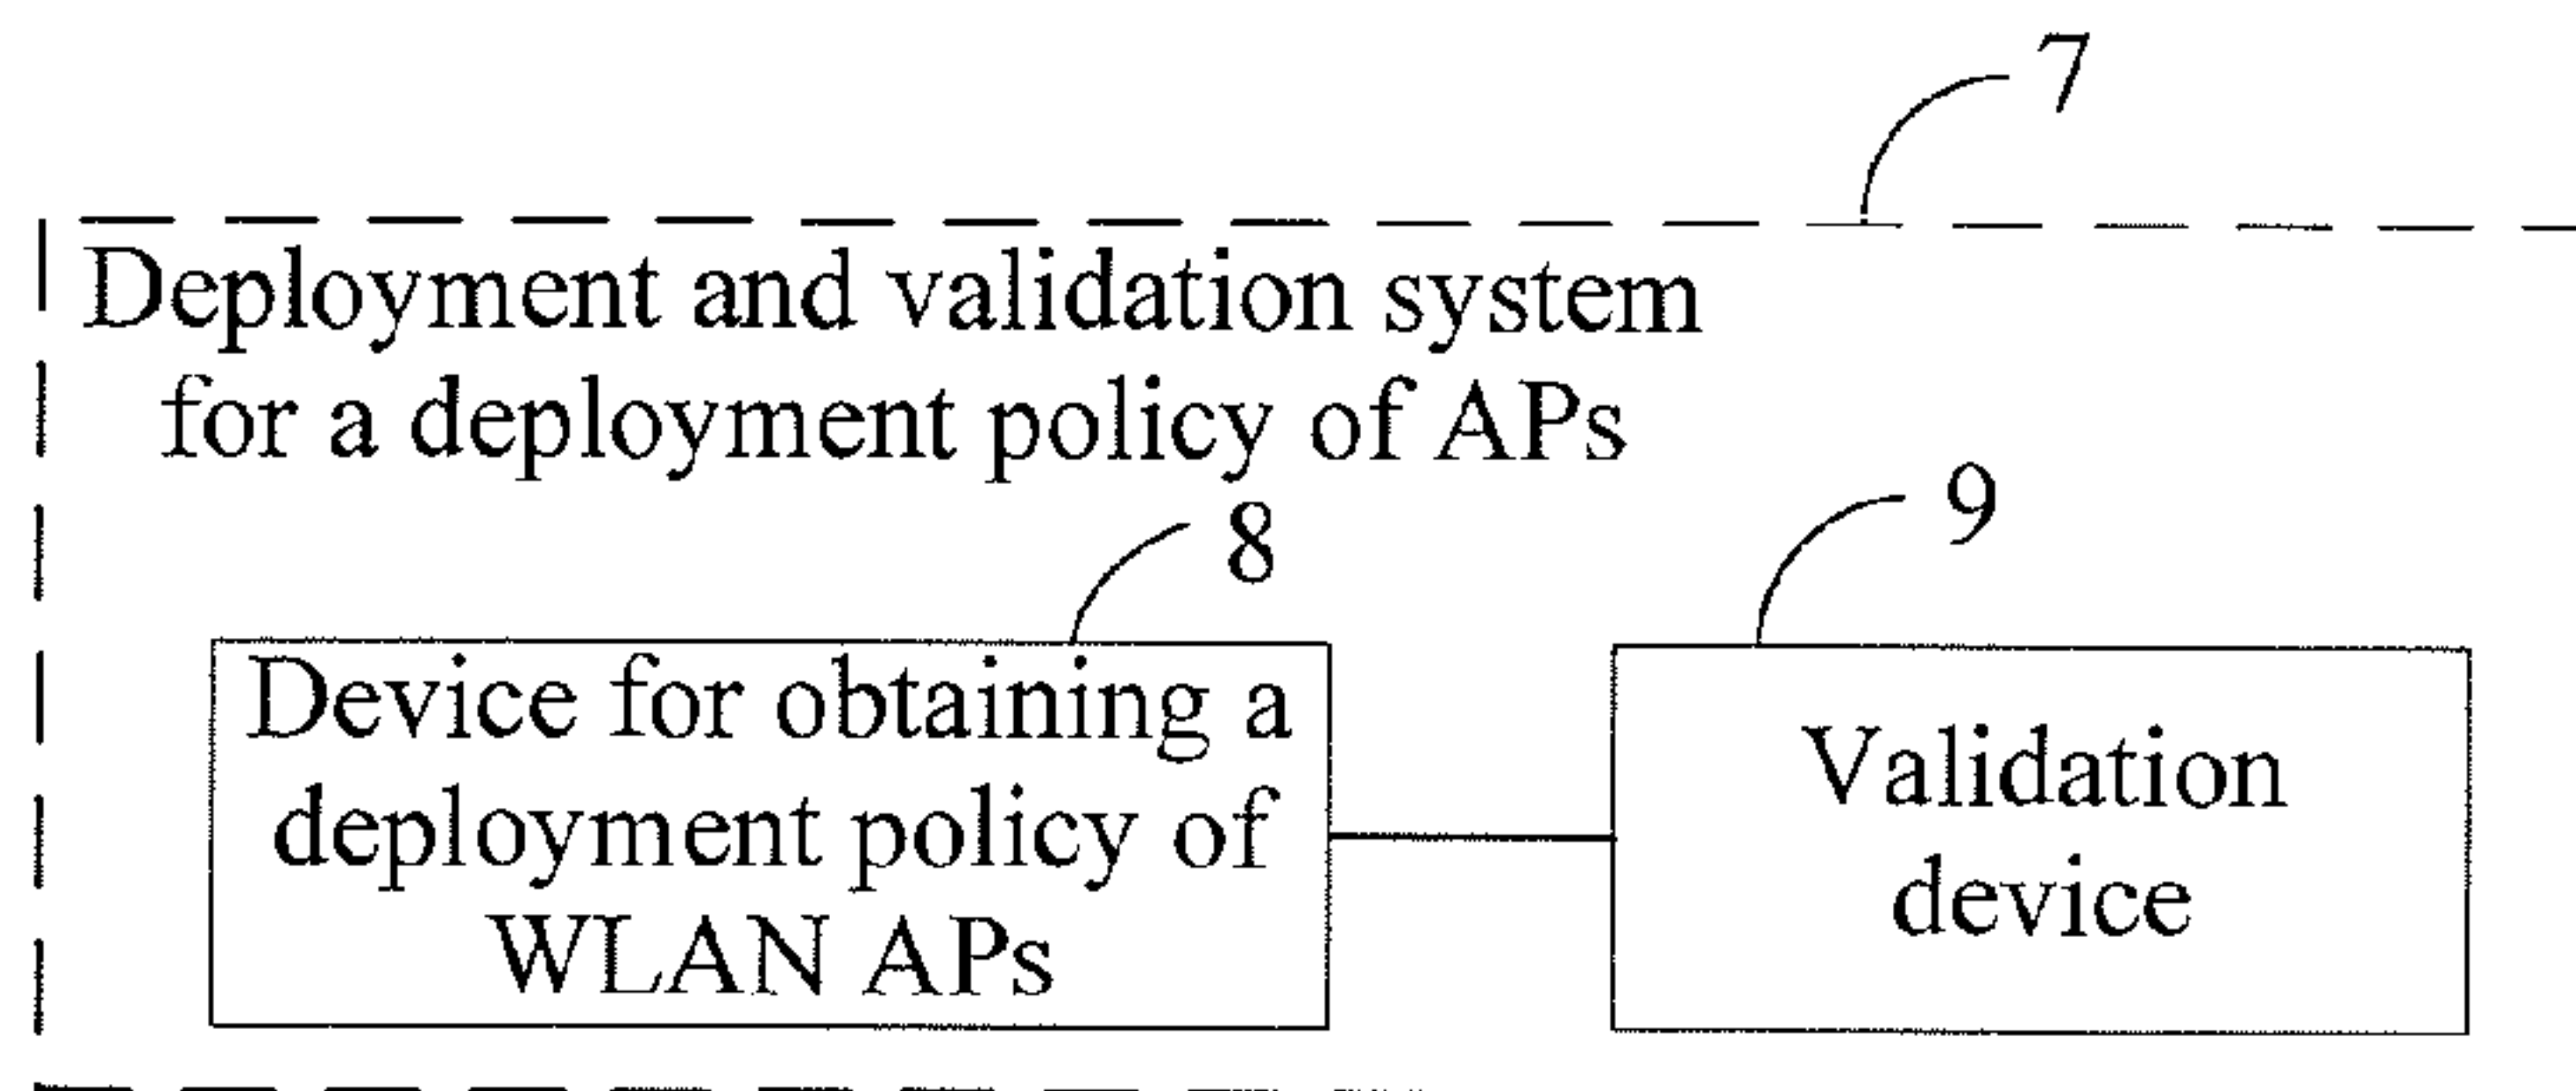 7
Deployment and validation system
for a deployment policy of APs
8
9
Device for obtaining a
deployment policy of
WLAN APs
Validation
device